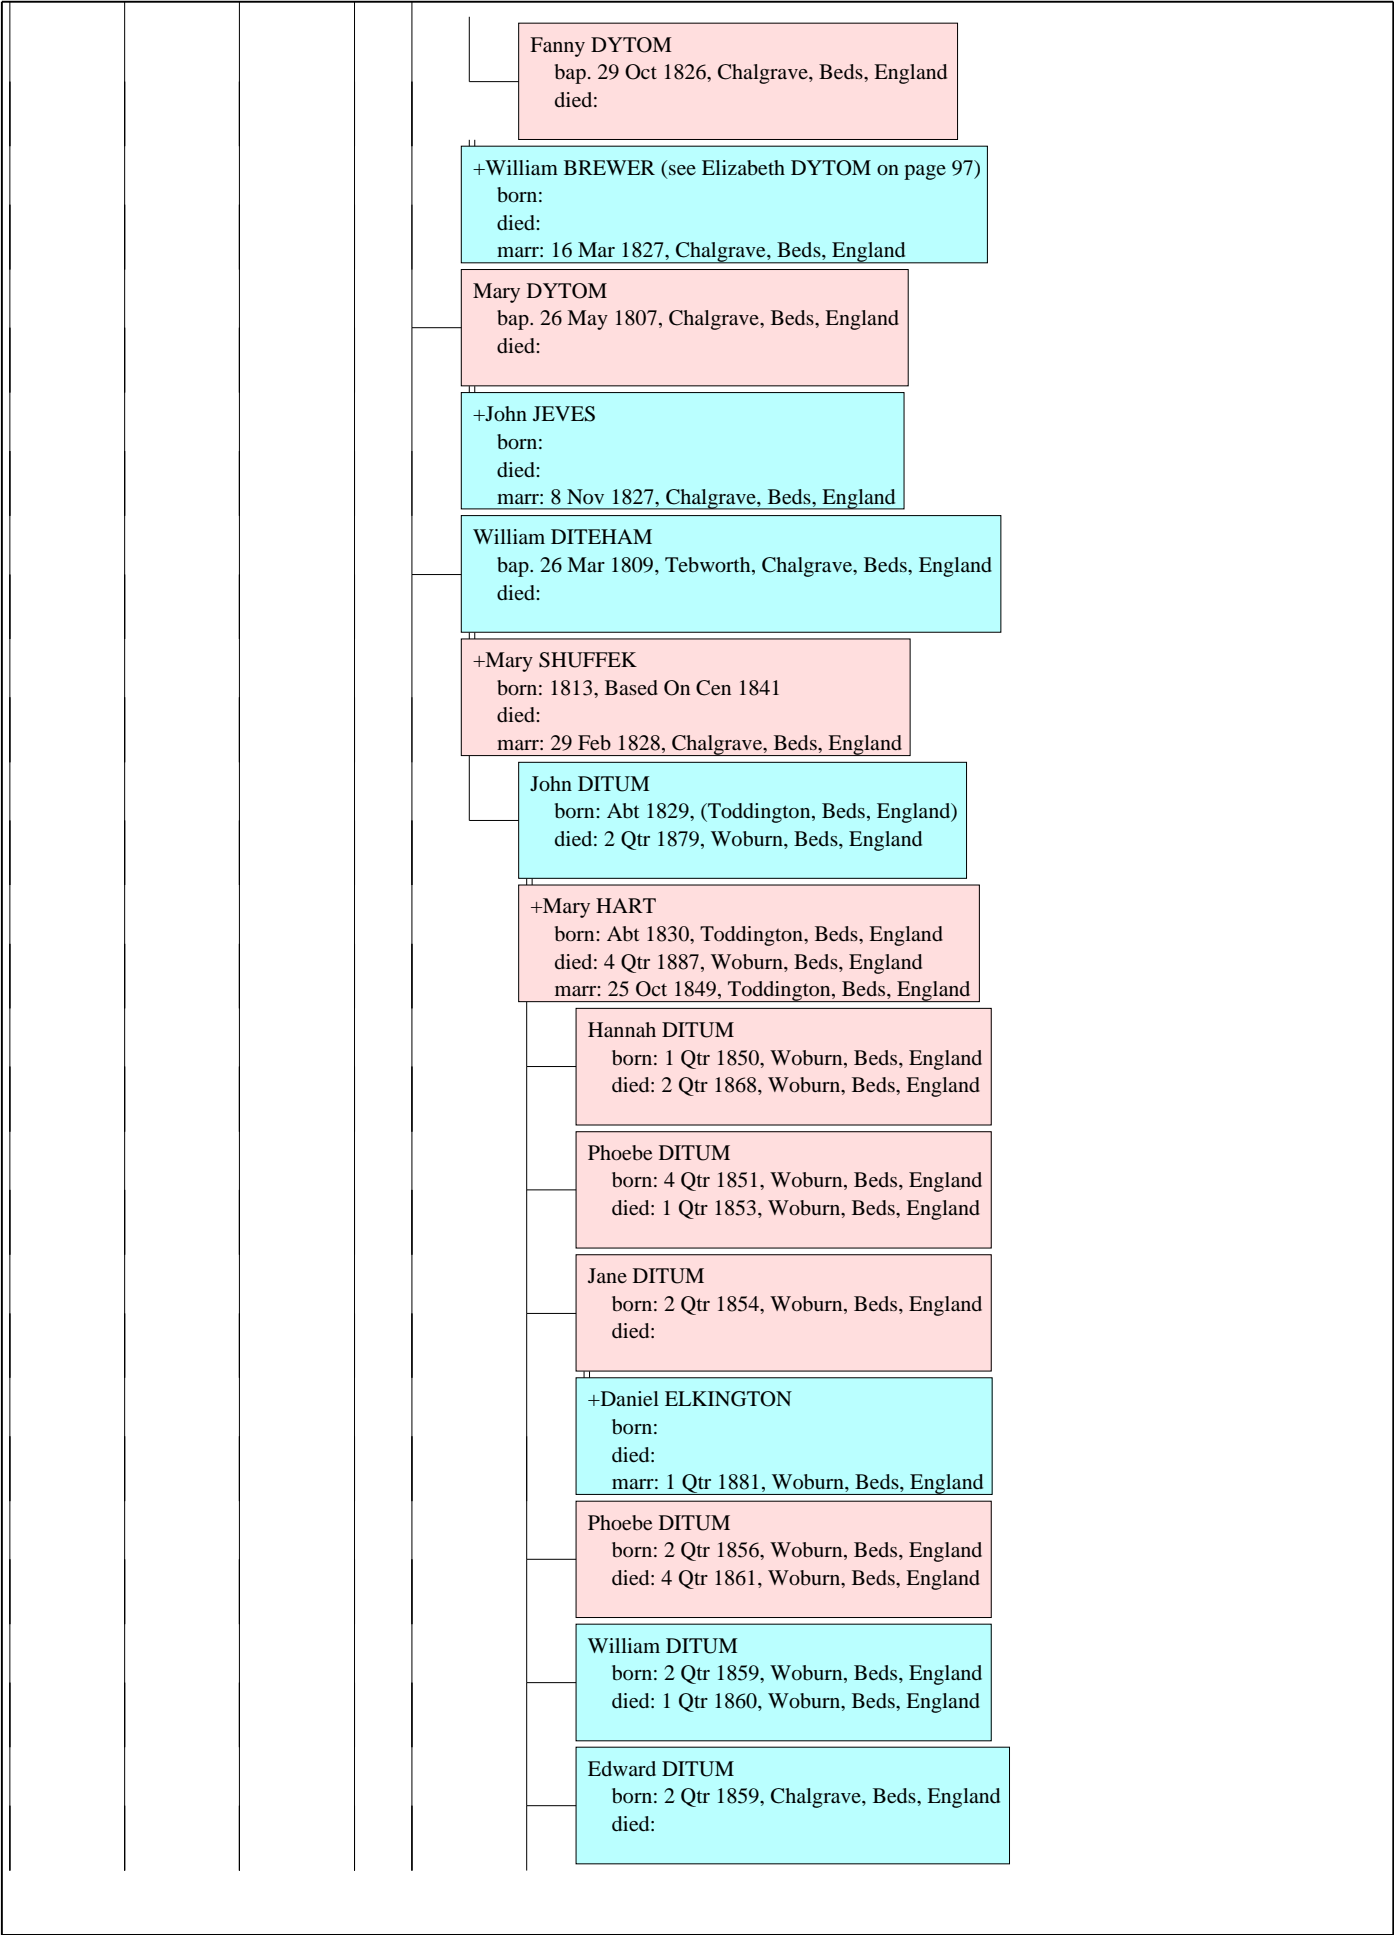 Fanny DYTOM
bap. 29 Oct 1826, Chalgrave, Beds, England
died:
+William BREWER (see Elizabeth DYTOM on page 97)
born:
died:
marr: 16 Mar 1827, Chalgrave, Beds, England
Mary DYTOM
bap. 26 May 1807, Chalgrave, Beds, England
died:
+John JEVES
born:
died:
marr: 8 Nov 1827, Chalgrave, Beds, England
William DITEHAM
bap. 26 Mar 1809, Tebworth, Chalgrave, Beds, England
died:
+Mary SHUFFEK
born: 1813, Based On Cen 1841
died:
marr: 29 Feb 1828, Chalgrave, Beds, England
John DITUM
born: Abt 1829, (Toddington, Beds, England)
died: 2 Qtr 1879, Woburn, Beds, England
+Mary HART
born: Abt 1830, Toddington, Beds, England
died: 4 Qtr 1887, Woburn, Beds, England
marr: 25 Oct 1849, Toddington, Beds, England
Hannah DITUM
born: 1 Qtr 1850, Woburn, Beds, England
died: 2 Qtr 1868, Woburn, Beds, England
Phoebe DITUM
born: 4 Qtr 1851, Woburn, Beds, England
died: 1 Qtr 1853, Woburn, Beds, England
Jane DITUM
born: 2 Qtr 1854, Woburn, Beds, England
died:
+Daniel ELKINGTON
born:
died:
marr: 1 Qtr 1881, Woburn, Beds, England
Phoebe DITUM
born: 2 Qtr 1856, Woburn, Beds, England
died: 4 Qtr 1861, Woburn, Beds, England
William DITUM
born: 2 Qtr 1859, Woburn, Beds, England
died: 1 Qtr 1860, Woburn, Beds, England
Edward DITUM
born: 2 Qtr 1859, Chalgrave, Beds, England
died: